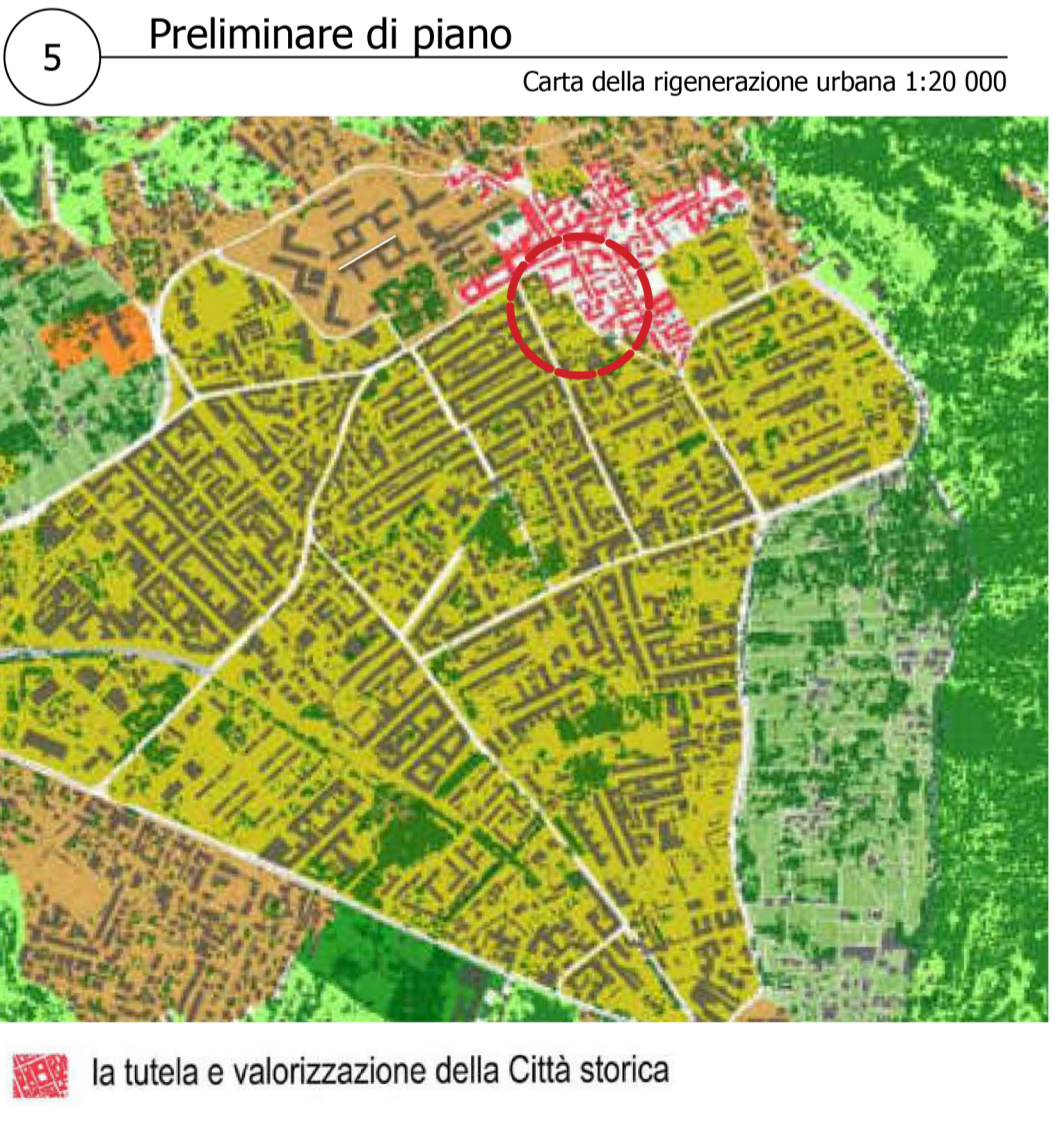 5
Preliminare di piano
Carta della rigenerazione urbana 1:20 000
la tutela e valorizzazione della Città storica